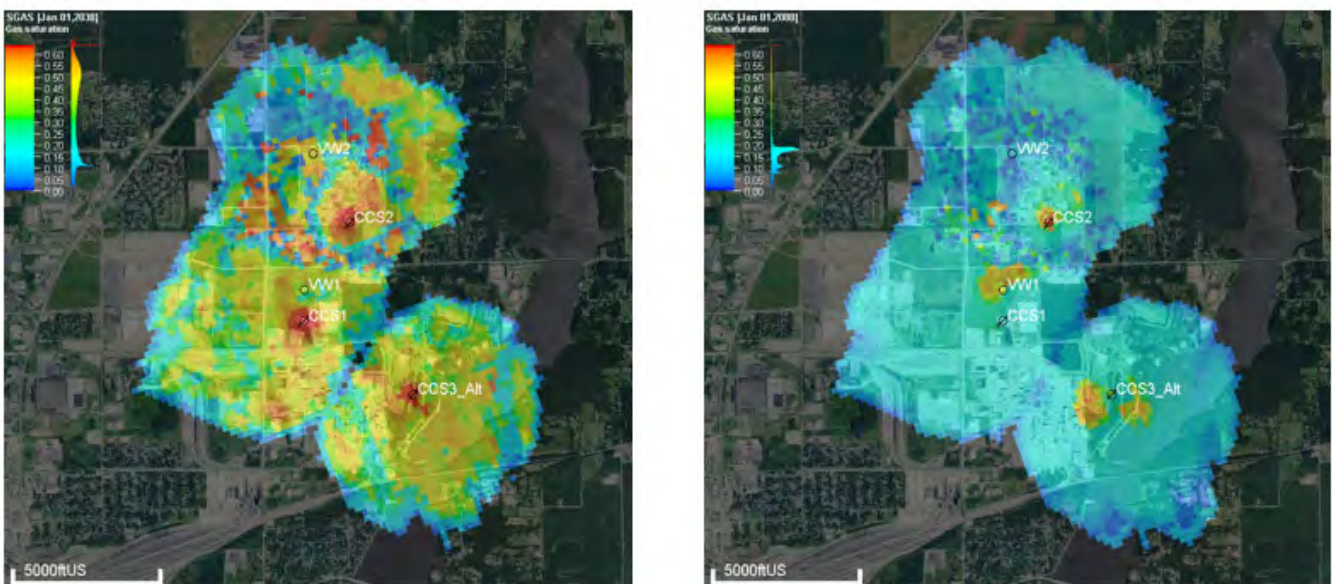 SGAS [Jan 01,2038]
Gas saturation
0.60
0.55
0.50
0.45
0.40
0.35
0.30
0.25
0.20
0.15
0.10
0.05
0.00
VW2
CCS2
VW1
CCS1
CCS3_Alt
5000ftUS
SGAS [Jan 01,2088]
Gas saturation
0.60
0.55
0.50
0.45
0.40
0.35
0.30
0.25
0.20
0.15
0.10
0.05
0.00
VW2
CCS2
VW1
CCS1
CCS3_Alt
5000ftUS